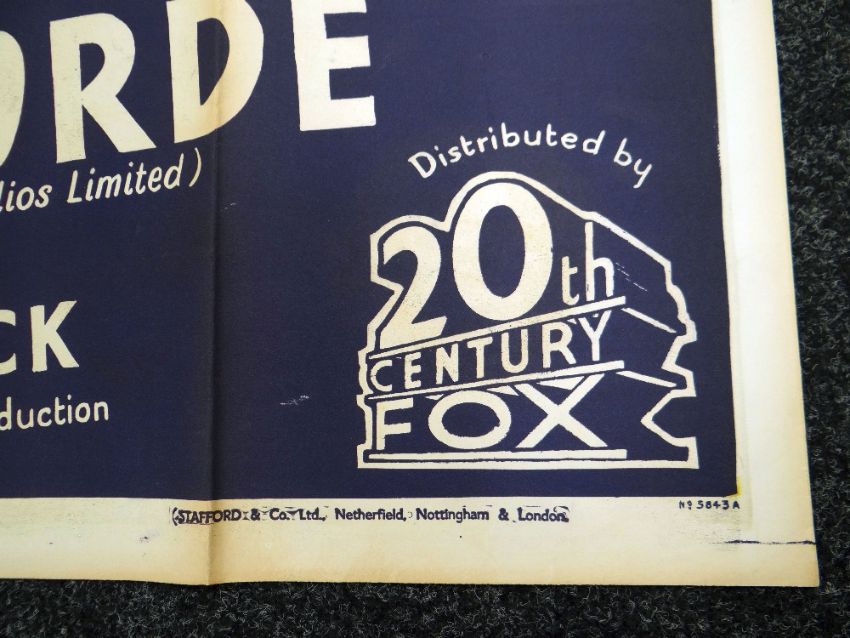 ORDE
lios Limited)
CK
duction
Distributed by
20th
CENTURY
FOX
(STAFFORD & Co. Ltd., Netherfield, Nottingham & London.
Nº 5843 A